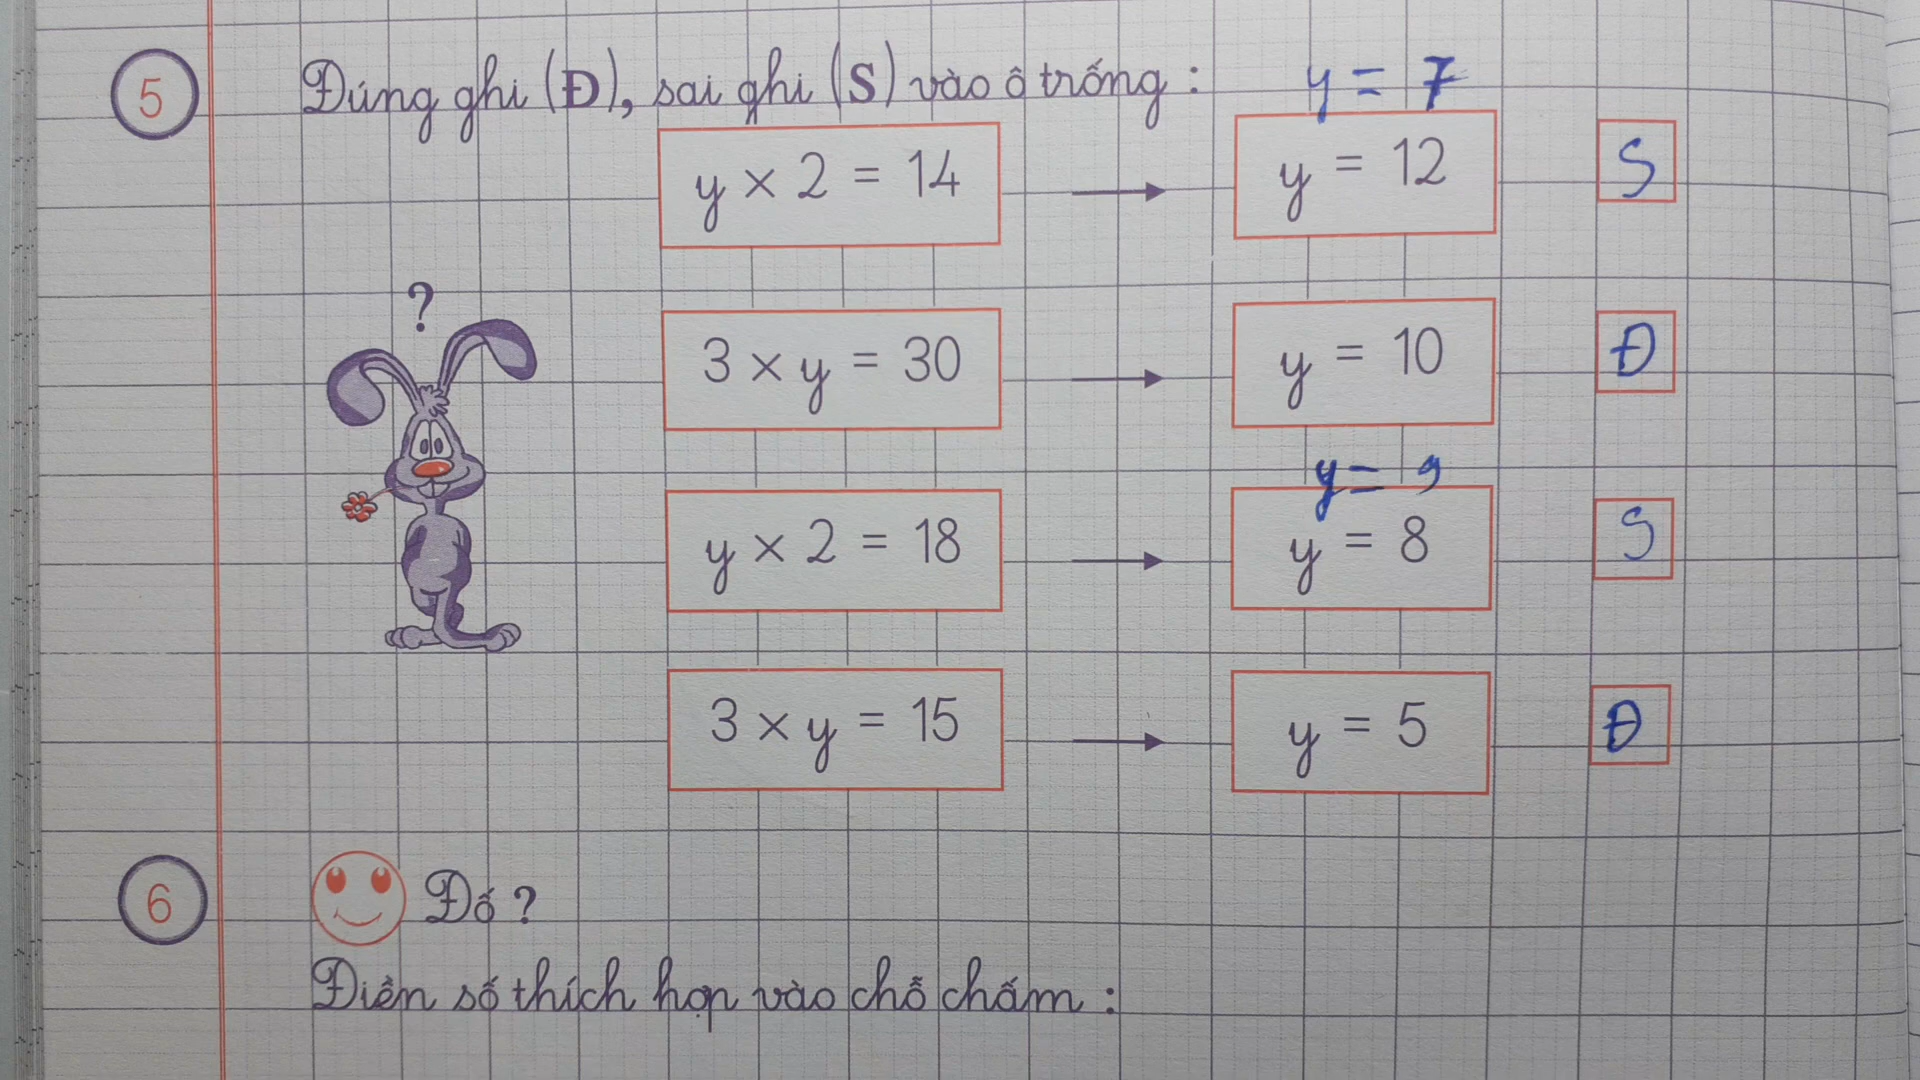 5 Đúng ghi (Đ), sai ghi (S) vào ô trống : y = 7
y × 2 = 14 → y = 12 S
?
3 × y = 30 → y = 10 Đ
y = 9
y × 2 = 18 → y = 8 S
3 × y = 15 → y = 5 Đ
6 Đố ?
Điền số thích hợp vào chỗ chấm :